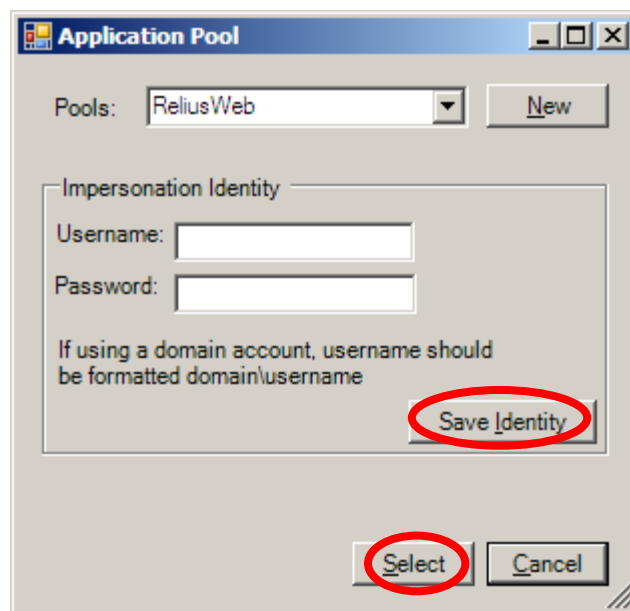 Application Pool
Pools: ReliusWeb New
Impersonation Identity
Username:
Password:
If using a domain account, username should
be formatted domain\username
Save Identity
Select Cancel